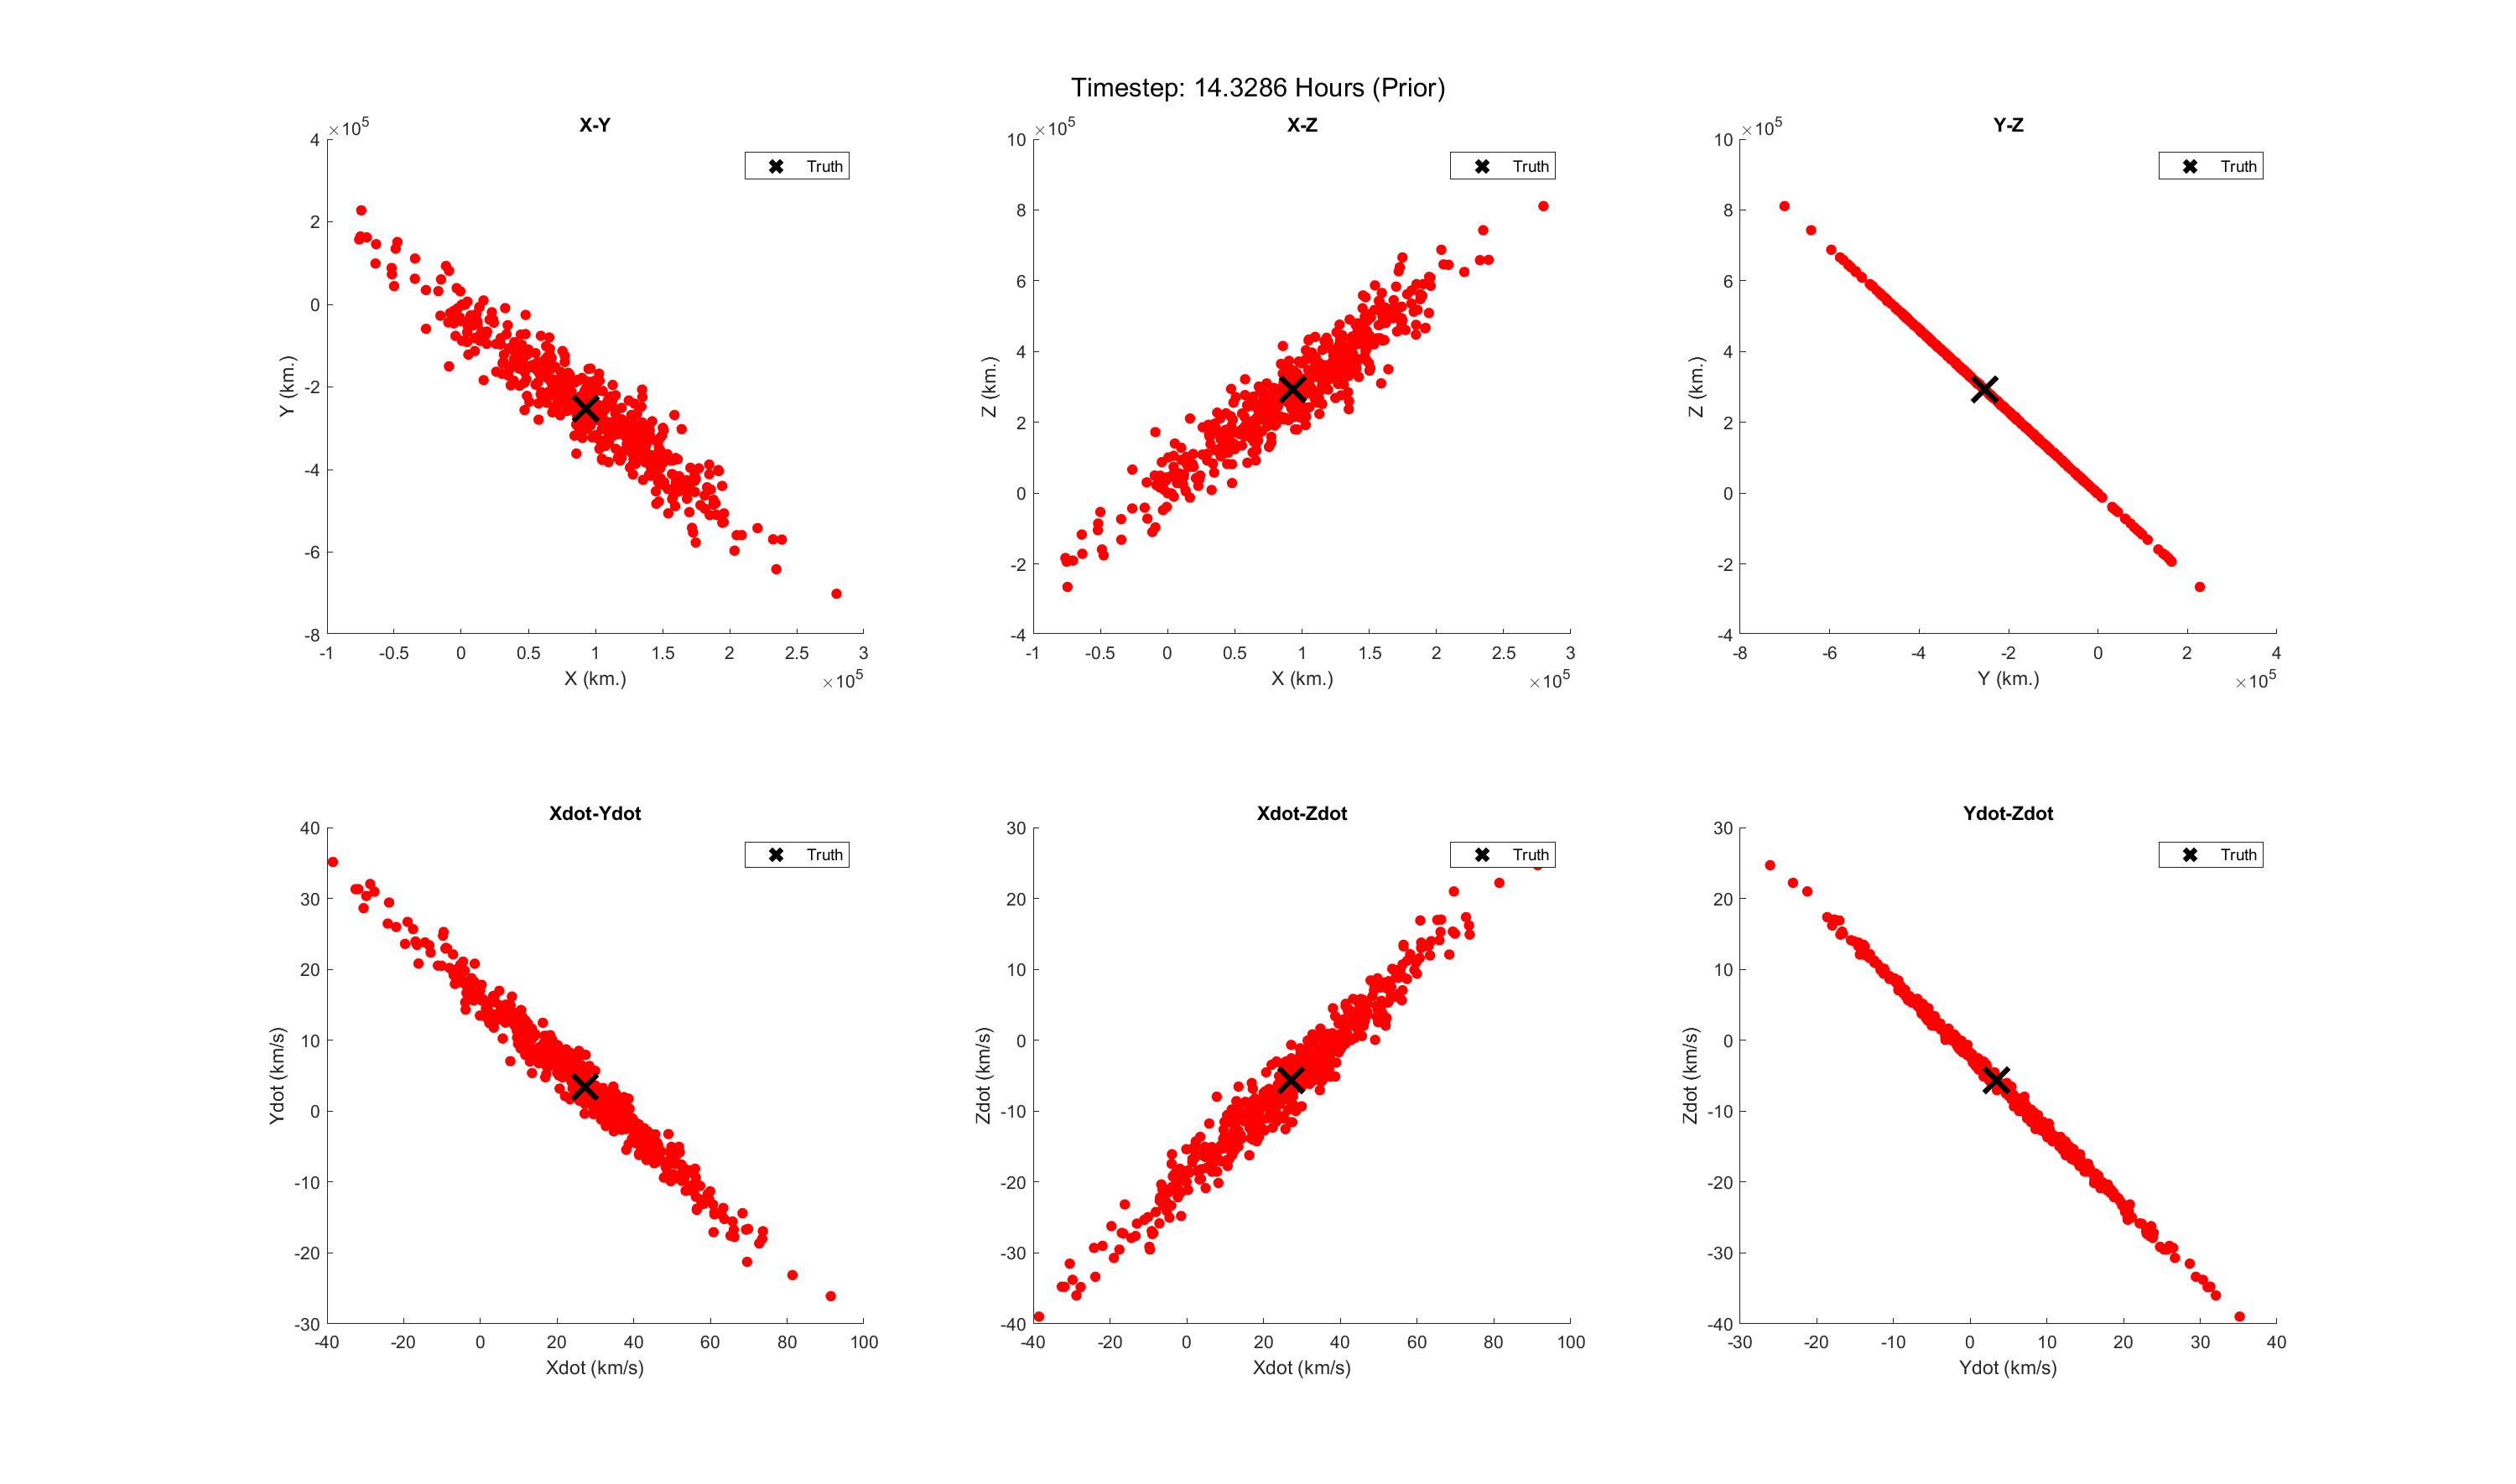 Timestep: 14.3286 Hours (Prior)
X-Y
×10^5
Truth
4
2
0
-2
-4
-6
-8
Y (km.)
-1 -0.5 0 0.5 1 1.5 2 2.5 3
X (km.)
×10^5
X-Z
×10^5
Truth
10
8
6
4
2
0
-2
-4
Z (km.)
-1 -0.5 0 0.5 1 1.5 2 2.5 3
X (km.)
×10^5
Y-Z
×10^5
Truth
10
8
6
4
2
0
-2
-4
Z (km.)
-8 -6 -4 -2 0 2 4
Y (km.)
×10^5
Xdot-Ydot
Truth
40
30
20
10
0
-10
-20
-30
Ydot (km/s)
-40 -20 0 20 40 60 80 100
Xdot (km/s)
Xdot-Zdot
Truth
30
20
10
0
-10
-20
-30
-40
Zdot (km/s)
-40 -20 0 20 40 60 80 100
Xdot (km/s)
Ydot-Zdot
Truth
30
20
10
0
-10
-20
-30
-40
Zdot (km/s)
-30 -20 -10 0 10 20 30 40
Ydot (km/s)